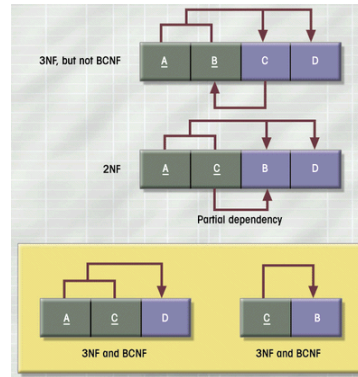 3NF, but not BCNF
A B C D
2NF
A C B D
Partial dependency
A C D
C B
3NF and BCNF
3NF and BCNF